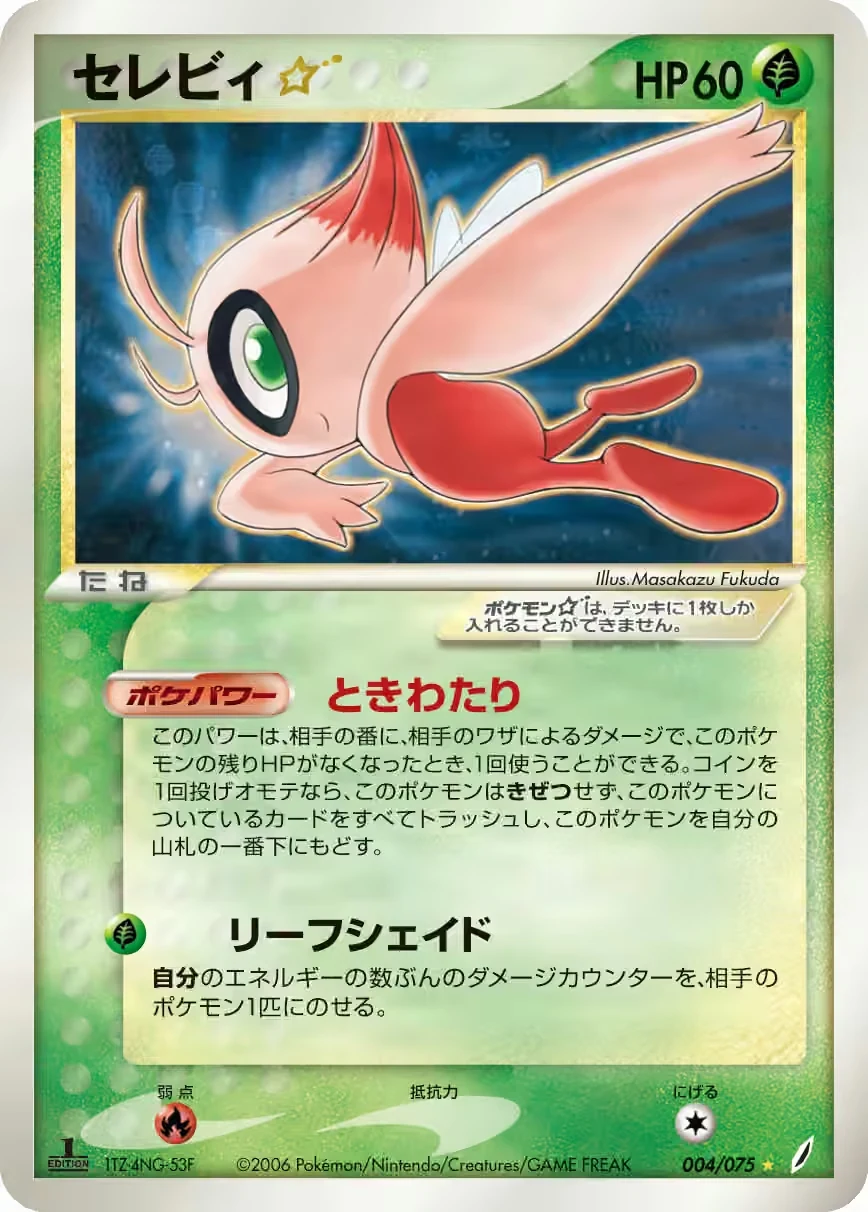 セレビィ☆
HP60
たね
Illus.Masakazu Fukuda
ポケモン☆は、デッキに1枚しか
入れることができません。
ポケパワー ときわたり
このパワーは、相手の番に、相手のワザによるダメージで、このポケ
モンの残りHPがなくなったとき、1回使うことができる。コインを
1回投げオモテなら、このポケモンはきぜつせず、このポケモンに
ついているカードをすべてトラッシュし、このポケモンを自分の
山札の一番下にもどす。
リーフシェイド
自分のエネルギーの数ぶんのダメージカウンターを、相手の
ポケモン1匹にのせる。
弱点 抵抗力 にげる
1 EDITION 1TZ-4NG-53F ©2006 Pokémon/Nintendo/Creatures/GAME FREAK 004/075 ★